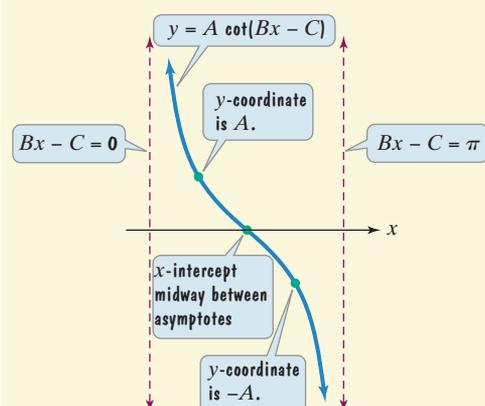 y = A cot(Bx − C)
y-coordinate
is A.
Bx − C = 0
Bx − C = π
x
x-intercept
midway between
asymptotes
y-coordinate
is −A.